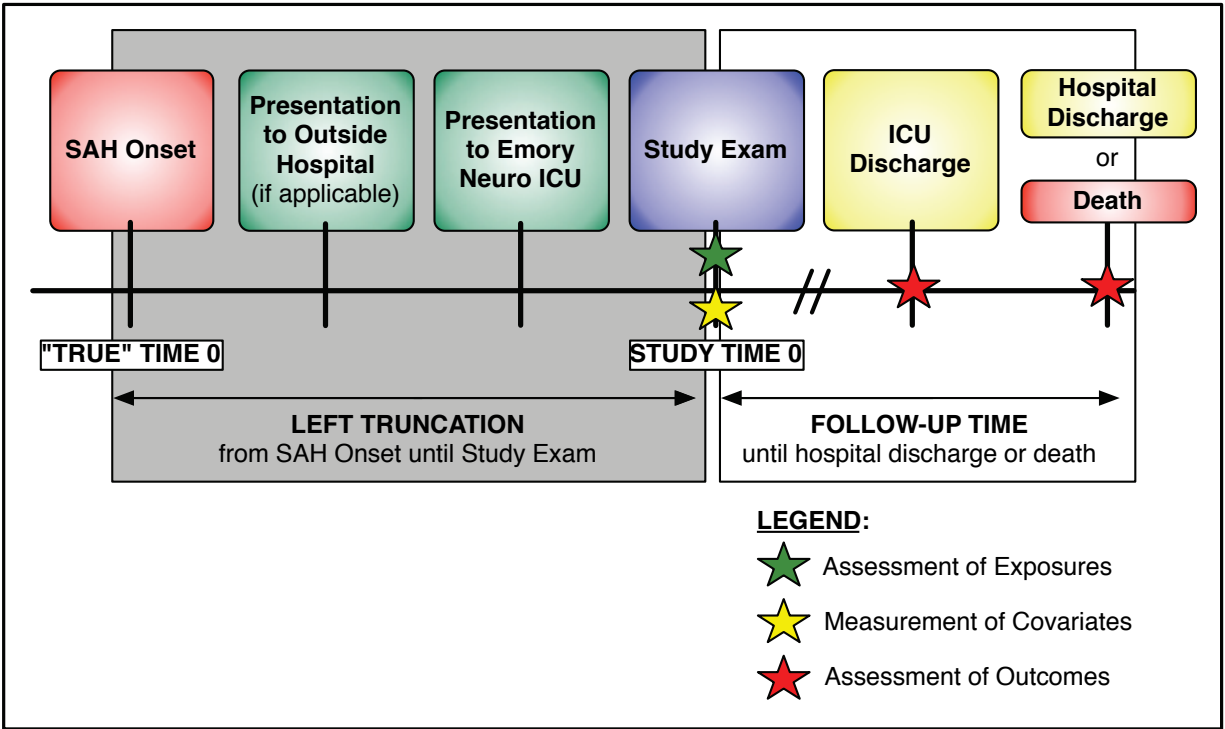 SAH Onset
Presentation
to Outside
Hospital
(if applicable)
Presentation
to Emory
Neuro ICU
Study Exam
ICU
Discharge
Hospital
Discharge
or
Death
"TRUE" TIME 0
STUDY TIME 0
LEFT TRUNCATION
from SAH Onset until Study Exam
FOLLOW-UP TIME
until hospital discharge or death
LEGEND:
Assessment of Exposures
Measurement of Covariates
Assessment of Outcomes